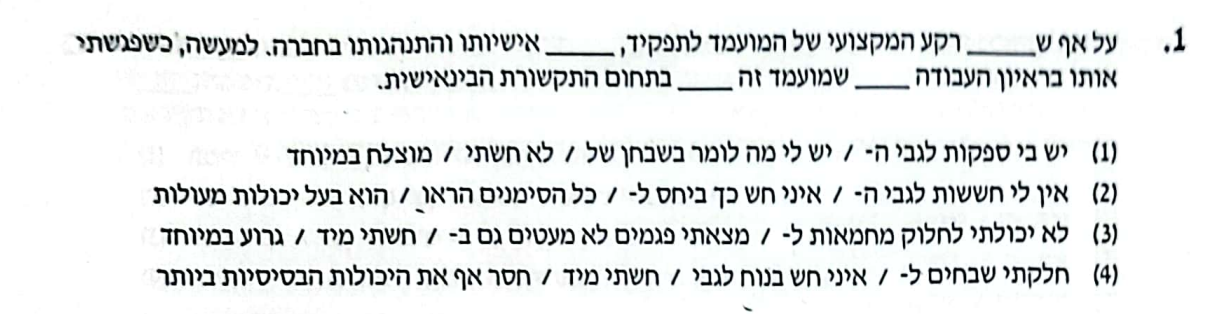 1. על אף ש_____ רקע המקצועי של המועמד לתפקיד, _____ אישיותו והתנהגותו בחברה. למעשה, כשפגשתי
אותו בראיון העבודה _____ שמועמד זה _____ בתחום התקשורת הבינאישית.
(1) יש בי ספקות לגבי ה- / יש לי מה לומר בשבחן של / לא חשתי / מוצלח במיוחד
(2) אין לי חששות לגבי ה- / איני חש כך ביחס ל- / כל הסימנים הראו / הוא בעל יכולות מעולות
(3) לא יכולתי לחלוק מחמאות ל- / מצאתי פגמים לא מעטים גם ב- / חשתי מיד / גרוע במיוחד
(4) חלקתי שבחים ל- / איני חש בנוח לגבי / חשתי מיד / חסר אף את היכולות הבסיסיות ביותר